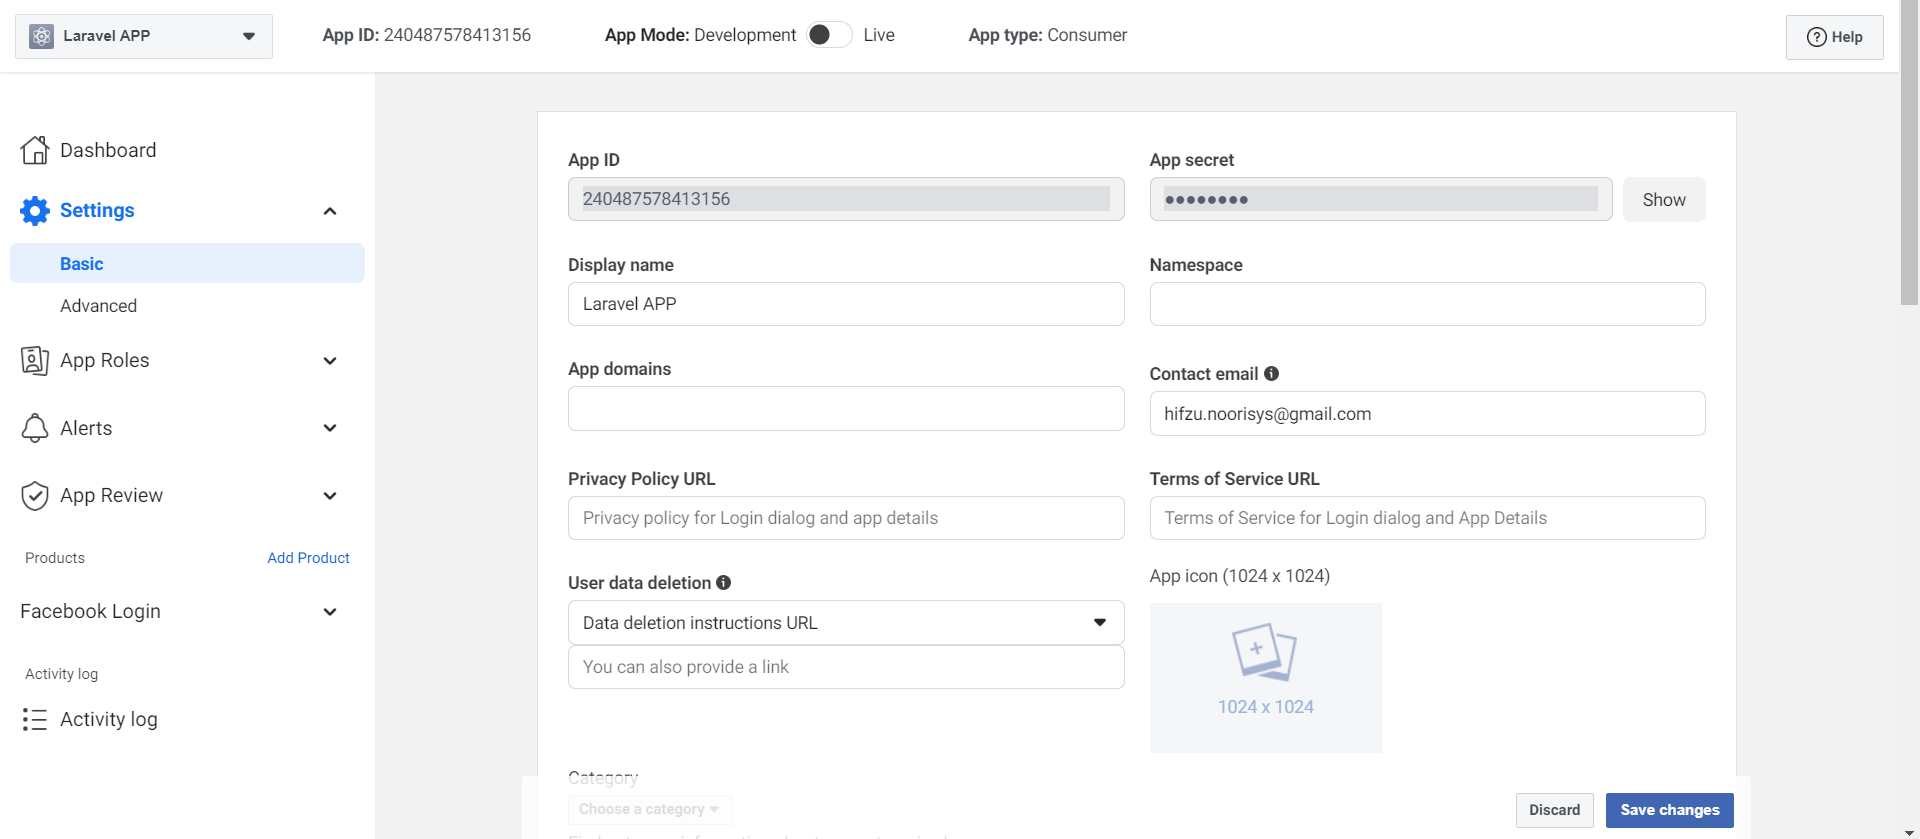 Laravel APP
App ID: 240487578413156
App Mode: Development
Live
App type: Consumer
? Help
Dashboard
Settings
Basic
Advanced
App Roles
Alerts
App Review
Products
Add Product
Facebook Login
Activity log
Activity log
App ID
240487578413156
App secret
●●●●●●●●
Show
Display name
Laravel APP
Namespace
App domains
Contact email
hifzu.noorisys@gmail.com
Privacy Policy URL
Privacy policy for Login dialog and app details
Terms of Service URL
Terms of Service for Login dialog and App Details
User data deletion
Data deletion instructions URL
You can also provide a link
App icon (1024 x 1024)
1024 x 1024
Category
Choose a category
Discard
Save changes